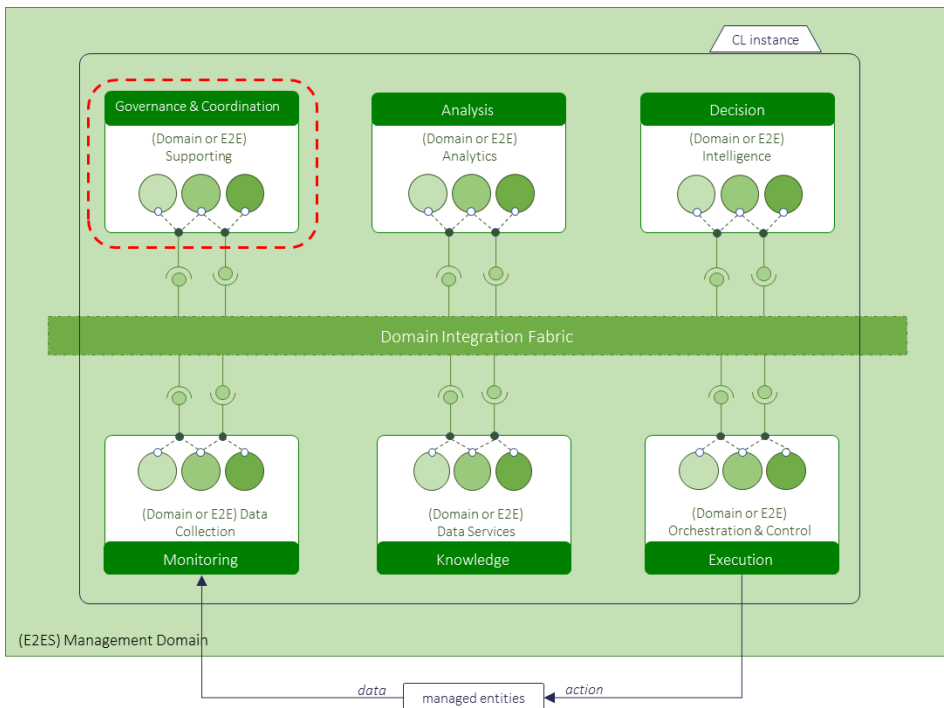 CL instance
Governance & Coordination
(Domain or E2E)
Supporting
Analysis
(Domain or E2E)
Analytics
Decision
(Domain or E2E)
Intelligence
Domain Integration Fabric
(Domain or E2E) Data
Collection
Monitoring
(Domain or E2E)
Data Services
Knowledge
(Domain or E2E)
Orchestration & Control
Execution
(E2ES) Management Domain
data
managed entities
action